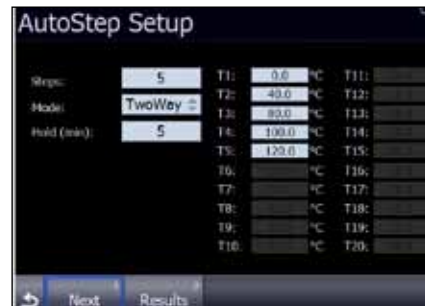 AutoStep Setup
Steps: 5 T1: 0.0 °C T11:
T2: 40.0 °C T12:
Mode: TwoWay T3: 80.0 °C T13:
Hold (min): 5 T4: 100.0 °C T14:
T5: 120.0 °C T15:
T6: °C T16:
T7: °C T17:
T8: °C T18:
T9: °C T19:
T10: °C T20:
Next Results